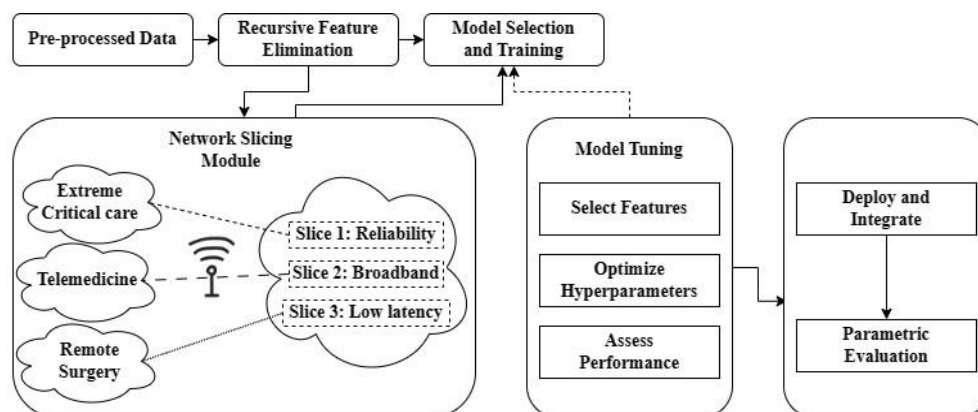 Pre-processed Data
Recursive Feature
Elimination
Model Selection
and Training
Network Slicing
Module
Extreme
Critical care
Telemedicine
Remote
Surgery
Slice 1: Reliability
Slice 2: Broadband
Slice 3: Low latency
Model Tuning
Select Features
Optimize
Hyperparameters
Assess
Performance
Deploy and
Integrate
Parametric
Evaluation